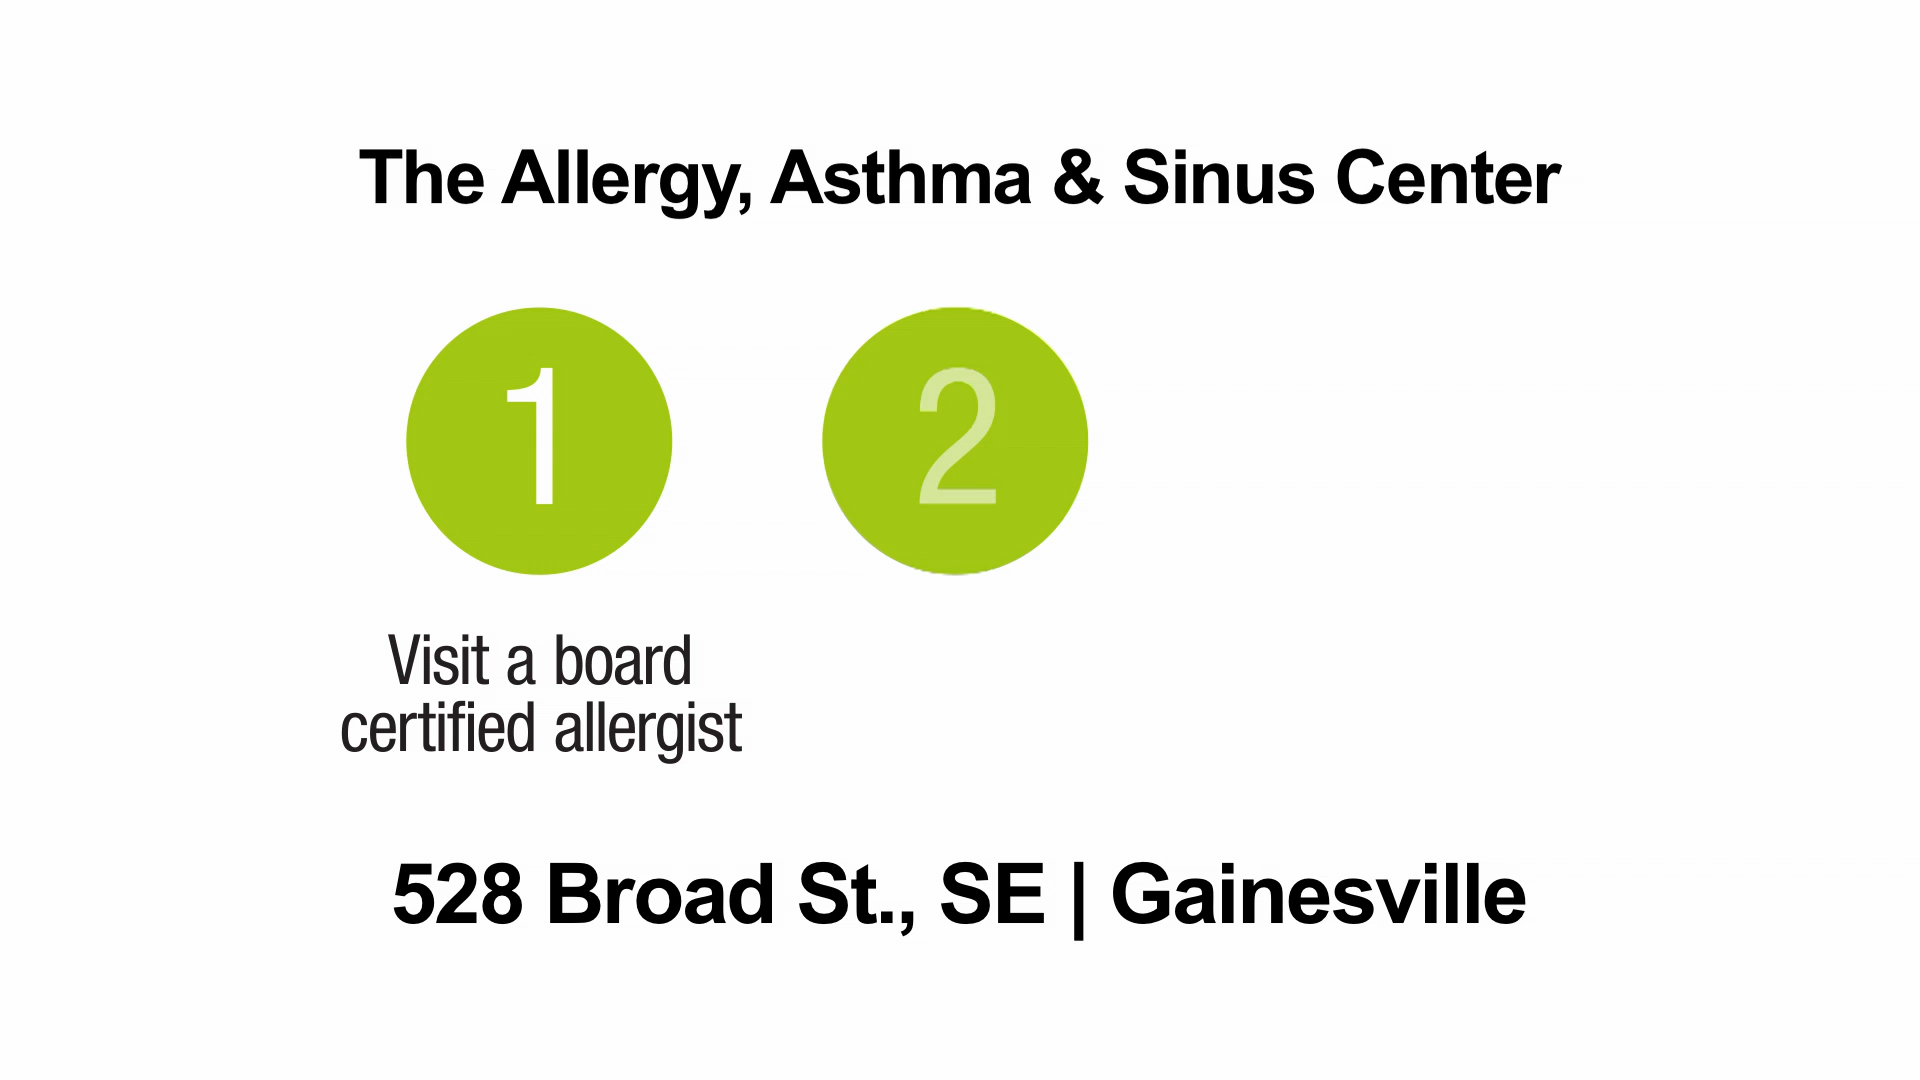 The Allergy, Asthma & Sinus Center
1 2
Visit a board
certified allergist
528 Broad St., SE | Gainesville